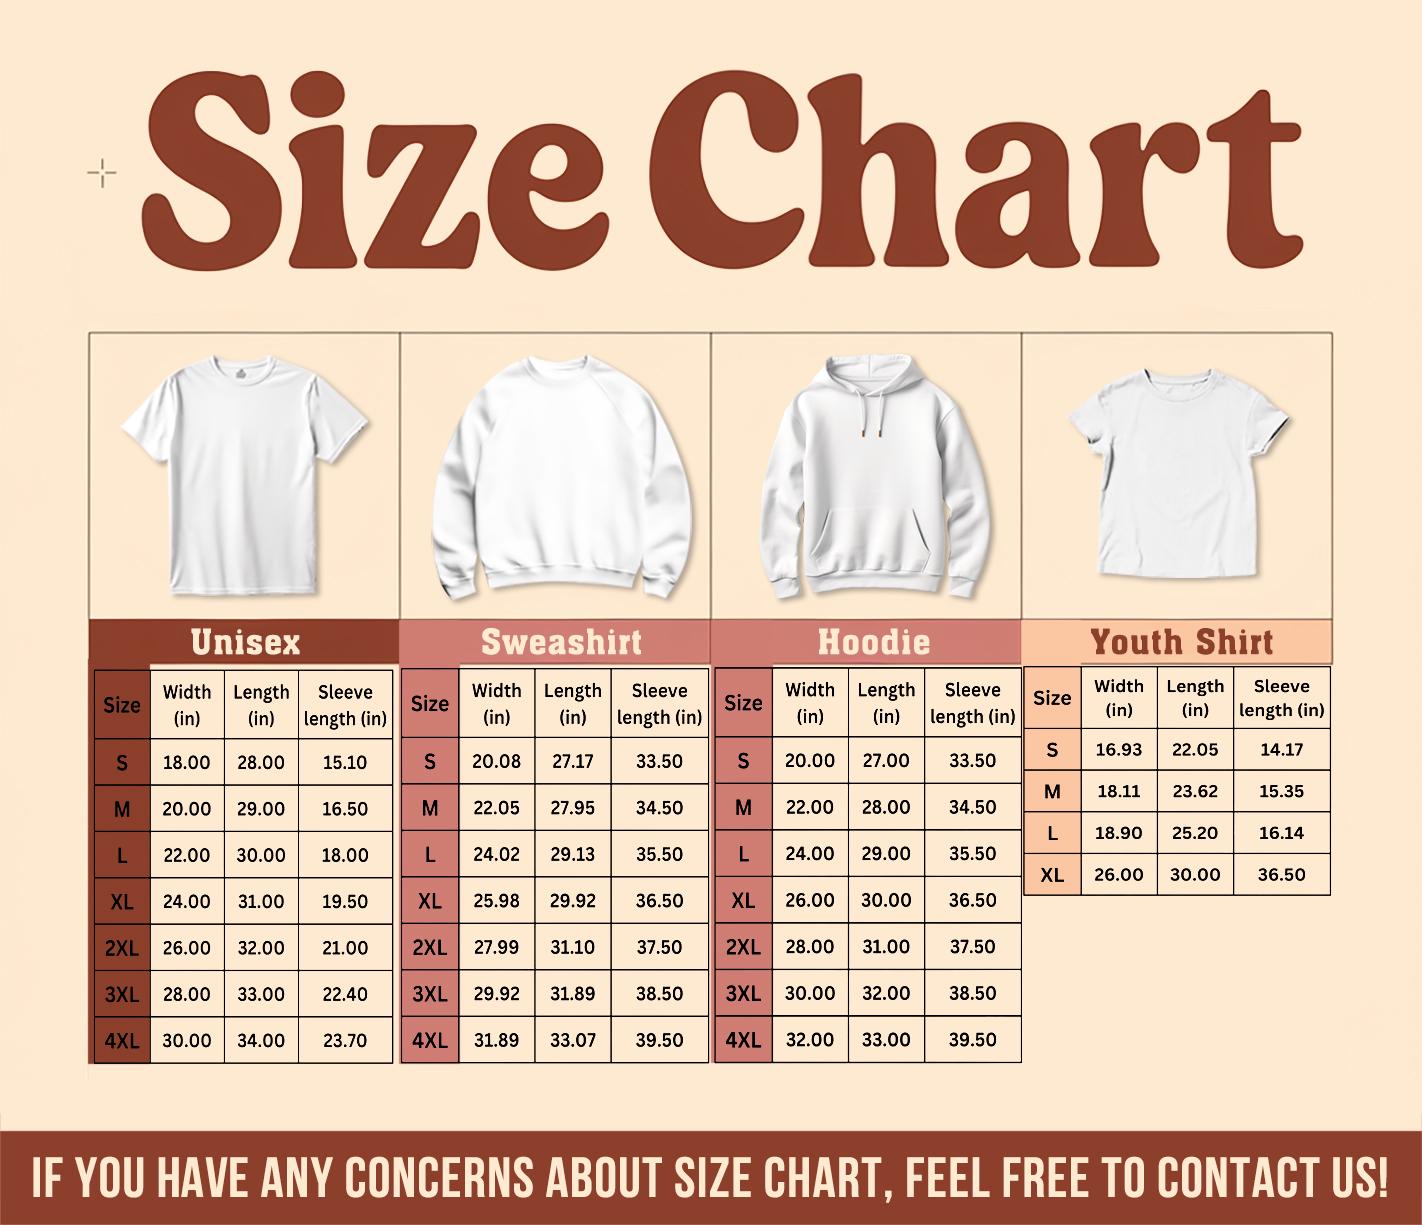 Size Chart
Unisex
Size Width (in) Length (in) Sleeve length (in)
S 18.00 28.00 15.10
M 20.00 29.00 16.50
L 22.00 30.00 18.00
XL 24.00 31.00 19.50
2XL 26.00 32.00 21.00
3XL 28.00 33.00 22.40
4XL 30.00 34.00 23.70
Sweashirt
Size Width (in) Length (in) Sleeve length (in)
S 20.08 27.17 33.50
M 22.05 27.95 34.50
L 24.02 29.13 35.50
XL 25.98 29.92 36.50
2XL 27.99 31.10 37.50
3XL 29.92 31.89 38.50
4XL 31.89 33.07 39.50
Hoodie
Size Width (in) Length (in) Sleeve length (in)
S 20.00 27.00 33.50
M 22.00 28.00 34.50
L 24.00 29.00 35.50
XL 26.00 30.00 36.50
2XL 28.00 31.00 37.50
3XL 30.00 32.00 38.50
4XL 32.00 33.00 39.50
Youth Shirt
Size Width (in) Length (in) Sleeve length (in)
S 16.93 22.05 14.17
M 18.11 23.62 15.35
L 18.90 25.20 16.14
XL 26.00 30.00 36.50
IF YOU HAVE ANY CONCERNS ABOUT SIZE CHART, FEEL FREE TO CONTACT US!